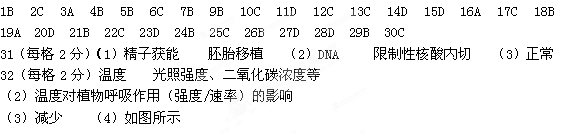 1B 2C 3A 4B 5B 6C 7B 8B 9B 10C 11D 12C 13C 14D 15D 16A 17C 18B
19A 20D 21B 22C 23D 24B 25C 26B 27D 28D 29B 30C
31（每格 2 分）（1）精子获能 胚胎移植 （2）DNA 限制性核酸内切 （3）正常
32（每格 2 分）温度 光照强度、二氧化碳浓度等
（2）温度对植物呼吸作用（强度/速率）的影响
（3）减少 （4）如图所示